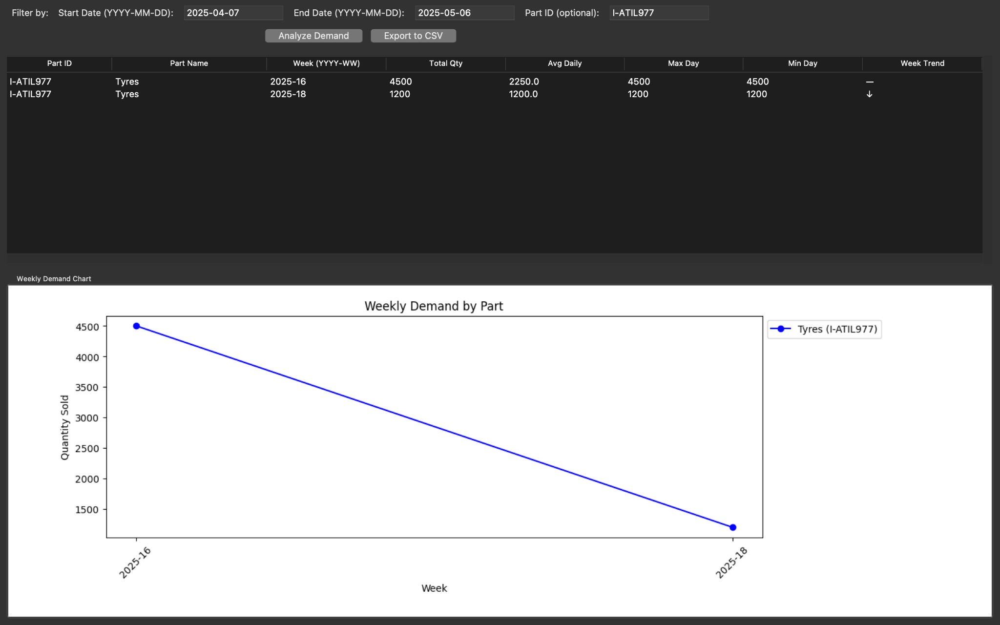 Filter by: Start Date (YYYY-MM-DD): 2025-04-07 End Date (YYYY-MM-DD): 2025-05-06 Part ID (optional): I-ATIL977
Analyze Demand Export to CSV
Part ID Part Name Week (YYYY-WW) Total Qty Avg Daily Max Day Min Day Week Trend
I-ATIL977 Tyres 2025-16 4500 2250.0 4500 4500 —
I-ATIL977 Tyres 2025-18 1200 1200.0 1200 1200 ↓
Weekly Demand Chart
Weekly Demand by Part
Tyres (I-ATIL977)
Quantity Sold
4500
4000
3500
3000
2500
2000
1500
2025-16 2025-18
Week